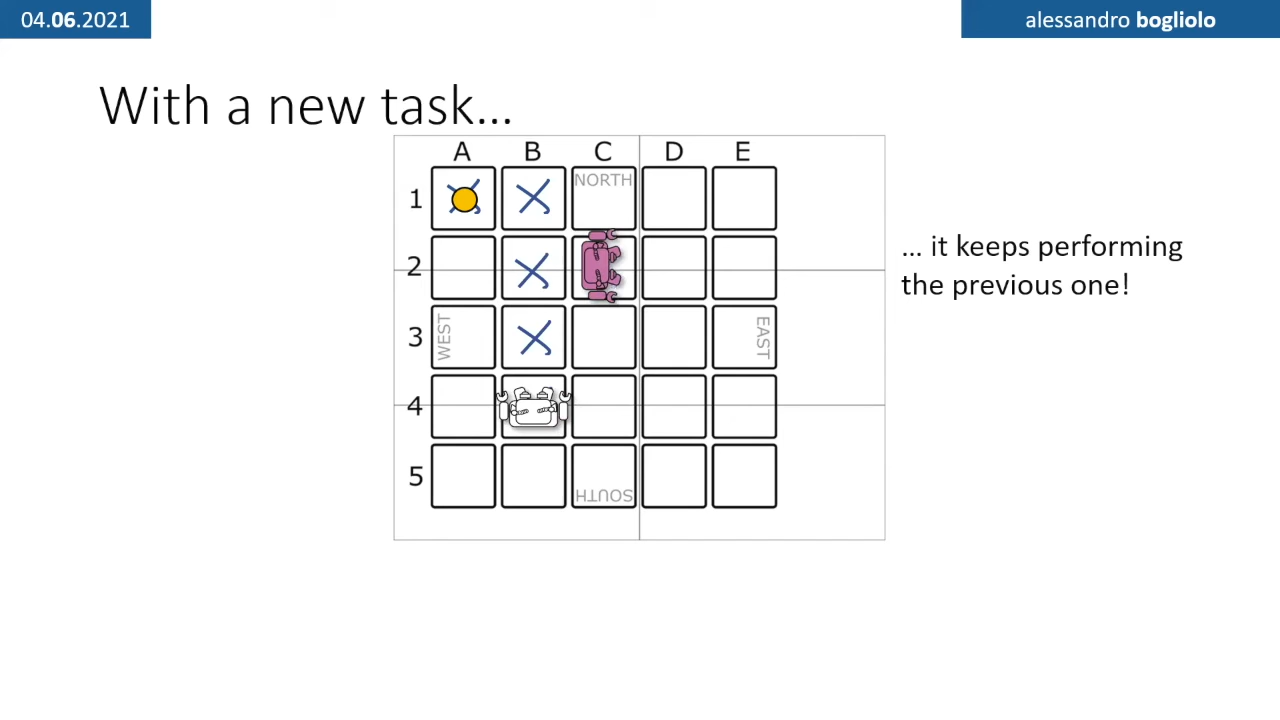 04.06.2021
alessandro bogliolo
With a new task...
A B C D E
1 NORTH
2
3 WEST EAST
4
5 SOUTH
... it keeps performing
the previous one!